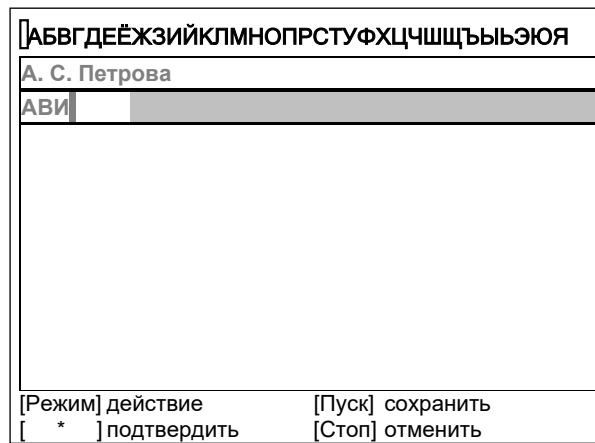 АБВГДЕЁЖЗИЙКЛМНОПРСТУФХЦЧШЩЪЫЬЭЮЯ
А. С. Петрова
АВИ
[Режим] действие [Пуск] сохранить
[ * ] подтвердить [Стоп] отменить